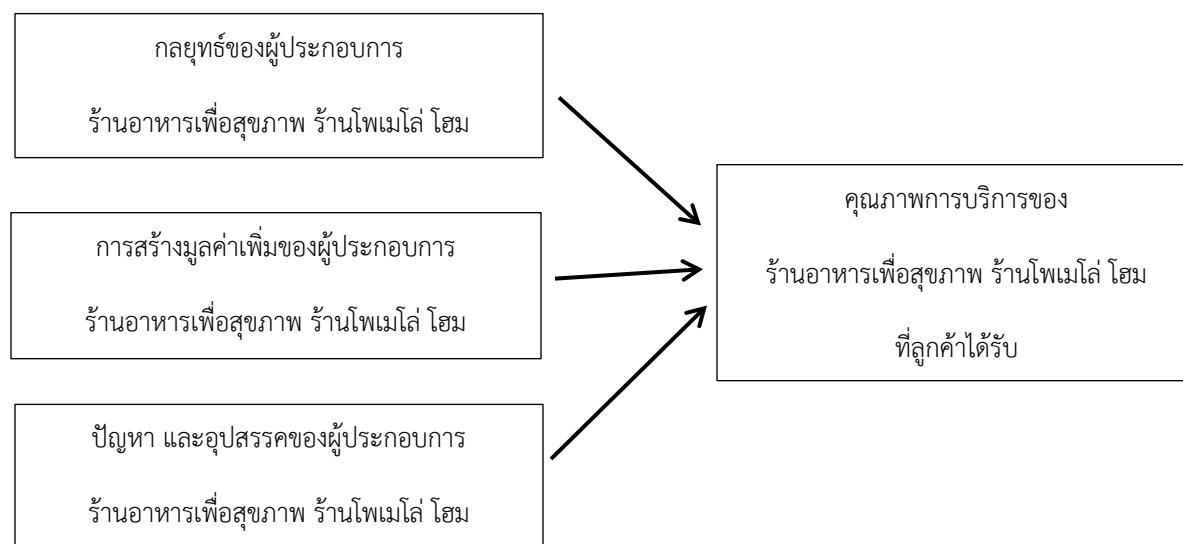 กลยุทธ์ของผู้ประกอบการ
ร้านอาหารเพื่อสุขภาพ ร้านโพเมโล่ โฮม
การสร้างมูลค่าเพิ่มของผู้ประกอบการ
ร้านอาหารเพื่อสุขภาพ ร้านโพเมโล่ โฮม
ปัญหา และอุปสรรคของผู้ประกอบการ
ร้านอาหารเพื่อสุขภาพ ร้านโพเมโล่ โฮม
คุณภาพการบริการของ
ร้านอาหารเพื่อสุขภาพ ร้านโพเมโล่ โฮม
ที่ลูกค้าได้รับ